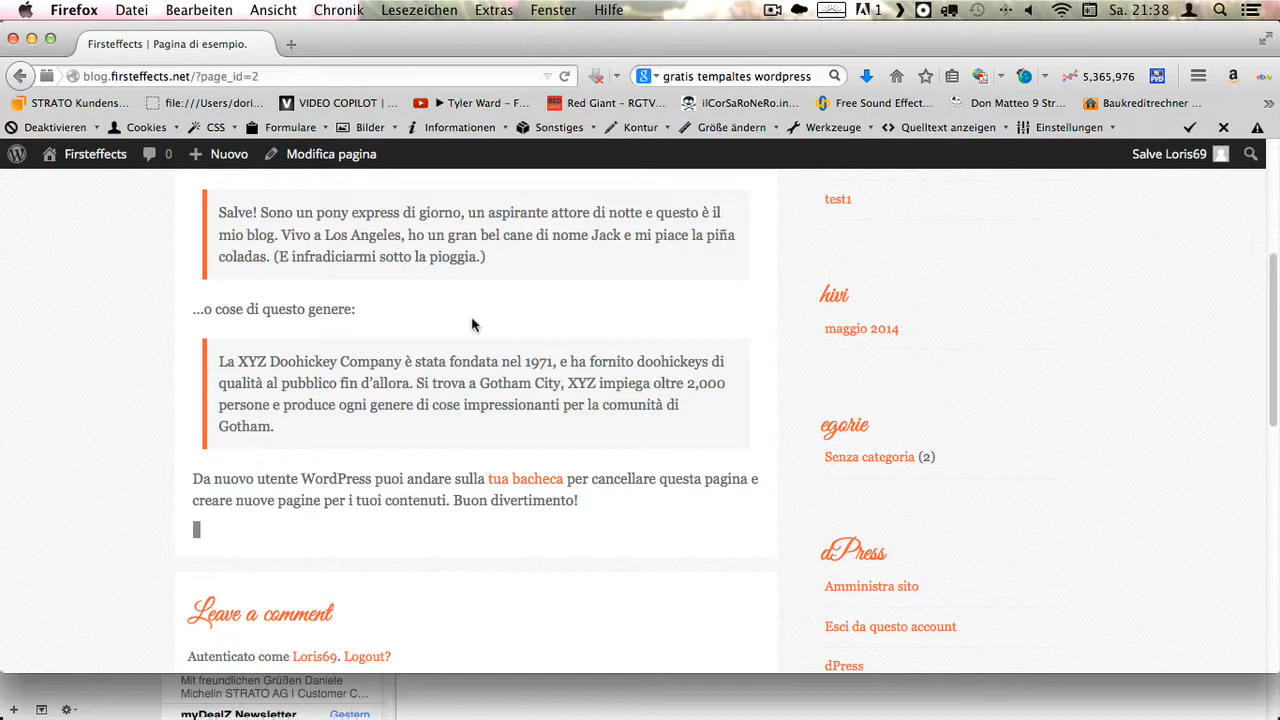 Firefox Datei Bearbeiten Ansicht Chronik Lesezeichen Extras Fenster Hilfe 1 Sa. 21:38
Firsteffects | Pagina di esempio.
blog.firsteffects.net/?page_id=2 gratis tempaltes wordpress 5,365,976
STRATO Kundens... file:///Users/dori... VIDEO COPILOT | ... ▶ Tyler Ward – F... Red Giant – RGTV... ilCorSaRoNeRo.in... Free Sound Effect... Don Matteo 9 Str... Baukreditrechner ...
Deaktivieren Cookies CSS Formulare Bilder Informationen Sonstiges Kontur Größe ändern Werkzeuge Quelltext anzeigen Einstellungen
Firsteffects 0 Nuovo Modifica pagina Salve Loris69
Salve! Sono un pony express di giorno, un aspirante attore di notte e questo è il
mio blog. Vivo a Los Angeles, ho un gran bel cane di nome Jack e mi piace la piña
coladas. (E infradiciarmi sotto la pioggia.)
...o cose di questo genere:
La XYZ Doohickey Company è stata fondata nel 1971, e ha fornito doohickeys di
qualità al pubblico fin d'allora. Si trova a Gotham City, XYZ impiega oltre 2,000
persone e produce ogni genere di cose impressionanti per la comunità di
Gotham.
Da nuovo utente WordPress puoi andare sulla tua bacheca per cancellare questa pagina e
creare nuove pagine per i tuoi contenuti. Buon divertimento!
Leave a comment
Autenticato come Loris69. Logout?
test1
hivi
maggio 2014
egorie
Senza categoria (2)
dPress
Amministra sito
Esci da questo account
dPress
Mit freundlichen Grüßen Daniele
Michelin STRATO AG | Customer C...
myDealZ Newsletter Gestern